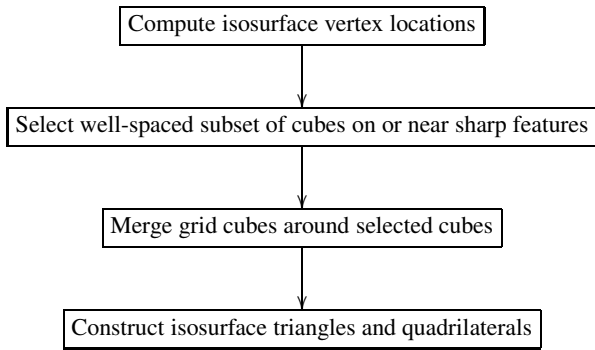 Compute isosurface vertex locations
Select well-spaced subset of cubes on or near sharp features
Merge grid cubes around selected cubes
Construct isosurface triangles and quadrilaterals